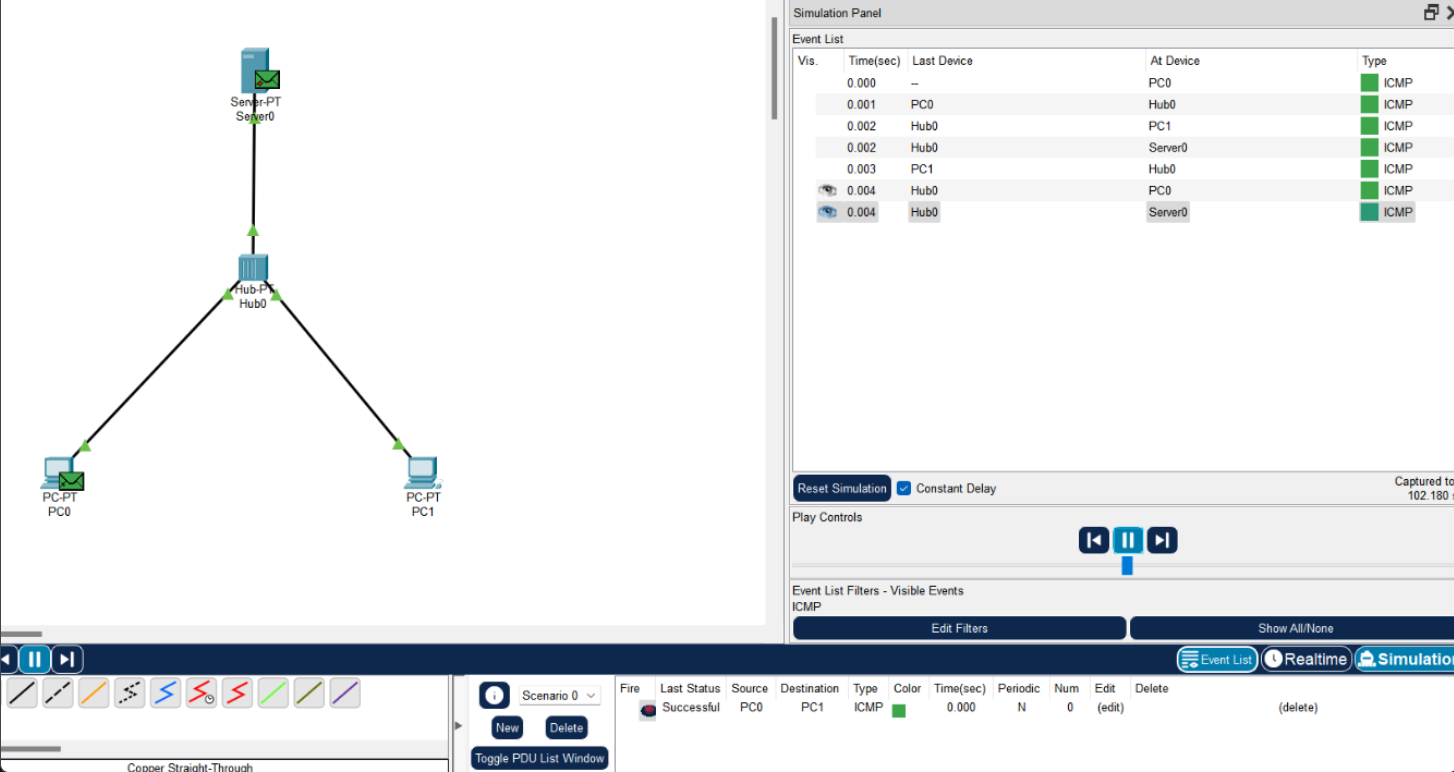 Server-PT
Server0
Hub-PT
Hub0
PC-PT
PC0
PC-PT
PC1
Simulation Panel
Event List
Vis. Time(sec) Last Device At Device Type
0.000 -- PC0 ICMP
0.001 PC0 Hub0 ICMP
0.002 Hub0 PC1 ICMP
0.002 Hub0 Server0 ICMP
0.003 PC1 Hub0 ICMP
0.004 Hub0 PC0 ICMP
0.004 Hub0 Server0 ICMP
Reset Simulation Constant Delay
Captured to
102.180
Play Controls
Event List Filters - Visible Events
ICMP
Edit Filters Show All/None
Event List Realtime Simulatio
Scenario 0
New Delete
Toggle PDU List Window
Fire Last Status Source Destination Type Color Time(sec) Periodic Num Edit Delete
Successful PC0 PC1 ICMP 0.000 N 0 (edit) (delete)
Copper Straight-Through